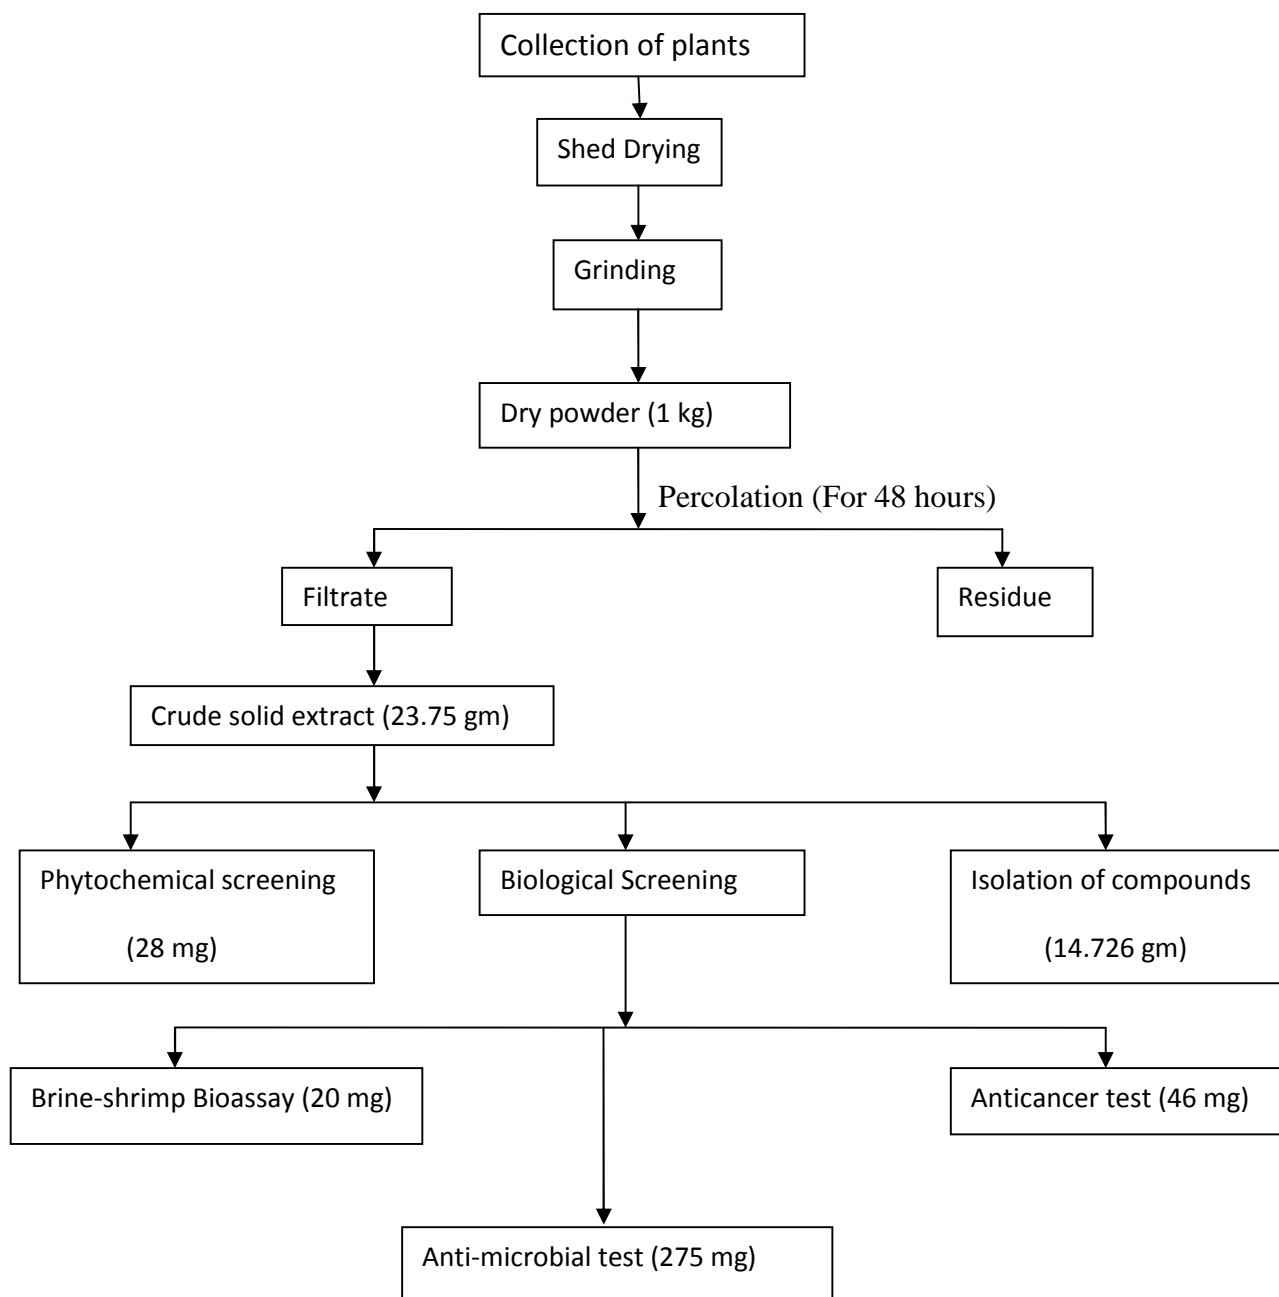 Collection of plants
Shed Drying
Grinding
Dry powder (1 kg)
Percolation (For 48 hours)
Filtrate
Residue
Crude solid extract (23.75 gm)
Phytochemical screening
(28 mg)
Biological Screening
Isolation of compounds
(14.726 gm)
Brine-shrimp Bioassay (20 mg)
Anticancer test (46 mg)
Anti-microbial test (275 mg)